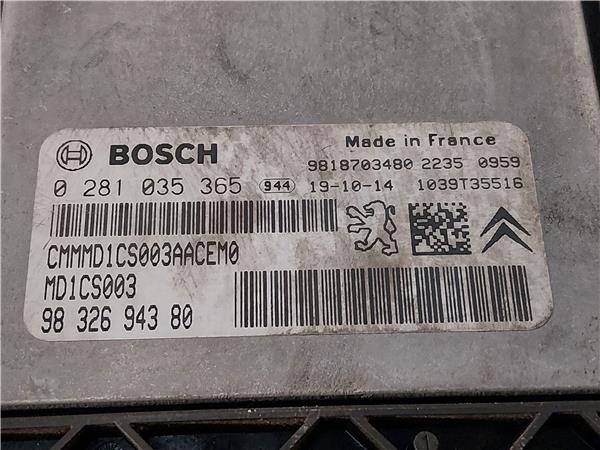 BOSCH
Made in France
9818703480 2235 0959
0 281 035 365 944 19-10-14 1039T35516
CMMMD1CS003AACEM0
MD1CS003
98 326 943 80